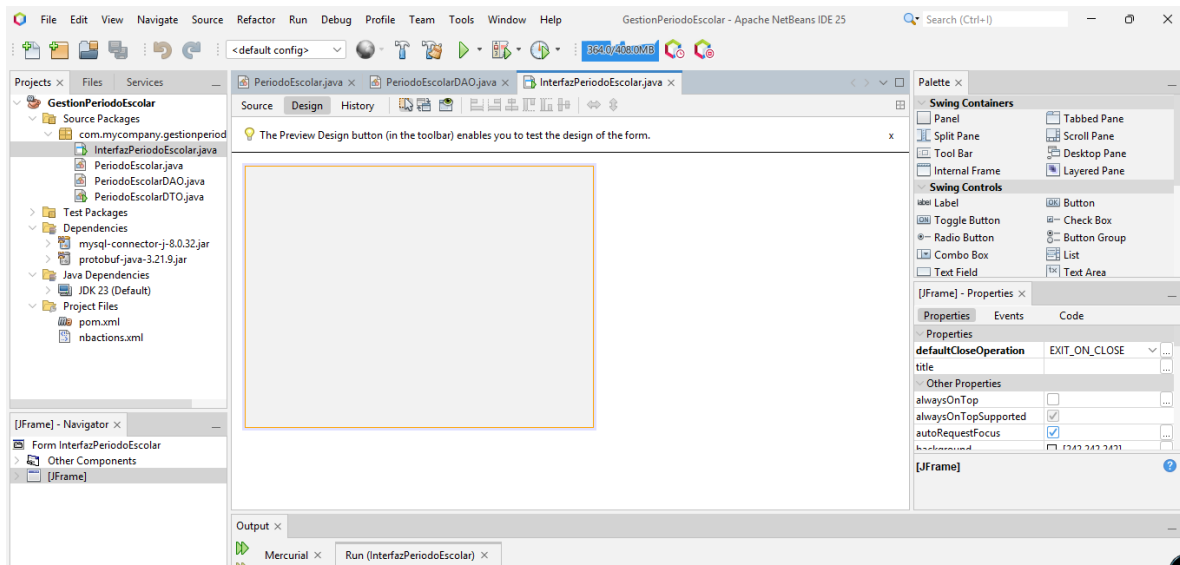 File Edit View Navigate Source Refactor Run Debug Profile Team Tools Window Help GestionPeriodoEscolar - Apache NetBeans IDE 25 Search (Ctrl+I)
<default config> 364.0/408.0MB
Projects Files Services
GestionPeriodoEscolar
Source Packages
com.mycompany.gestionperiod
InterfazPeriodoEscolar.java
PeriodoEscolar.java
PeriodoEscolarDAO.java
PeriodoEscolarDTO.java
Test Packages
Dependencies
mysql-connector-j-8.0.32.jar
protobuf-java-3.21.9.jar
Java Dependencies
JDK 23 (Default)
Project Files
pom.xml
nbactions.xml
[JFrame] - Navigator
Form InterfazPeriodoEscolar
Other Components
[JFrame]
PeriodoEscolar.java PeriodoEscolarDAO.java InterfazPeriodoEscolar.java
Source Design History
The Preview Design button (in the toolbar) enables you to test the design of the form. x
Output
Mercurial Run (InterfazPeriodoEscolar)
Palette
Swing Containers
Panel Tabbed Pane
Split Pane Scroll Pane
Tool Bar Desktop Pane
Internal Frame Layered Pane
Swing Controls
label Label OK Button
ON Toggle Button Check Box
Radio Button Button Group
Combo Box List
Text Field Text Area
[JFrame] - Properties
Properties Events Code
Properties
defaultCloseOperation EXIT_ON_CLOSE ...
title ...
Other Properties
alwaysOnTop ...
alwaysOnTopSupported
autoRequestFocus ...
background [242,242,242] ...
[JFrame]